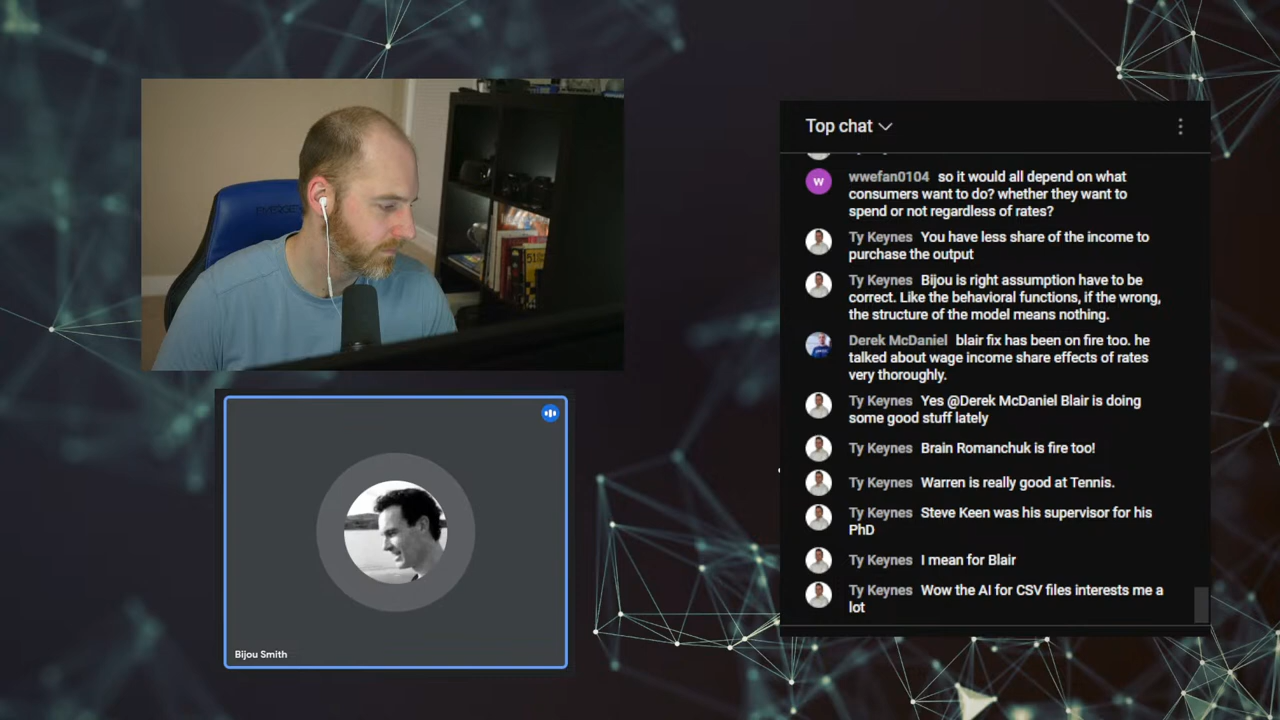 Top chat
wwefan0104 so it would all depend on what
consumers want to do? whether they want to
spend or not regardless of rates?
Ty Keynes You have less share of the income to
purchase the output
Ty Keynes Bijou is right assumption have to be
correct. Like the behavioral functions, if the wrong,
the structure of the model means nothing.
Derek McDaniel blair fix has been on fire too. he
talked about wage income share effects of rates
very thoroughly.
Ty Keynes Yes @Derek McDaniel Blair is doing
some good stuff lately
Ty Keynes Brain Romanchuk is fire too!
Ty Keynes Warren is really good at Tennis.
Ty Keynes Steve Keen was his supervisor for his
PhD
Ty Keynes I mean for Blair
Ty Keynes Wow the AI for CSV files interests me a
lot
W
Bijou Smith